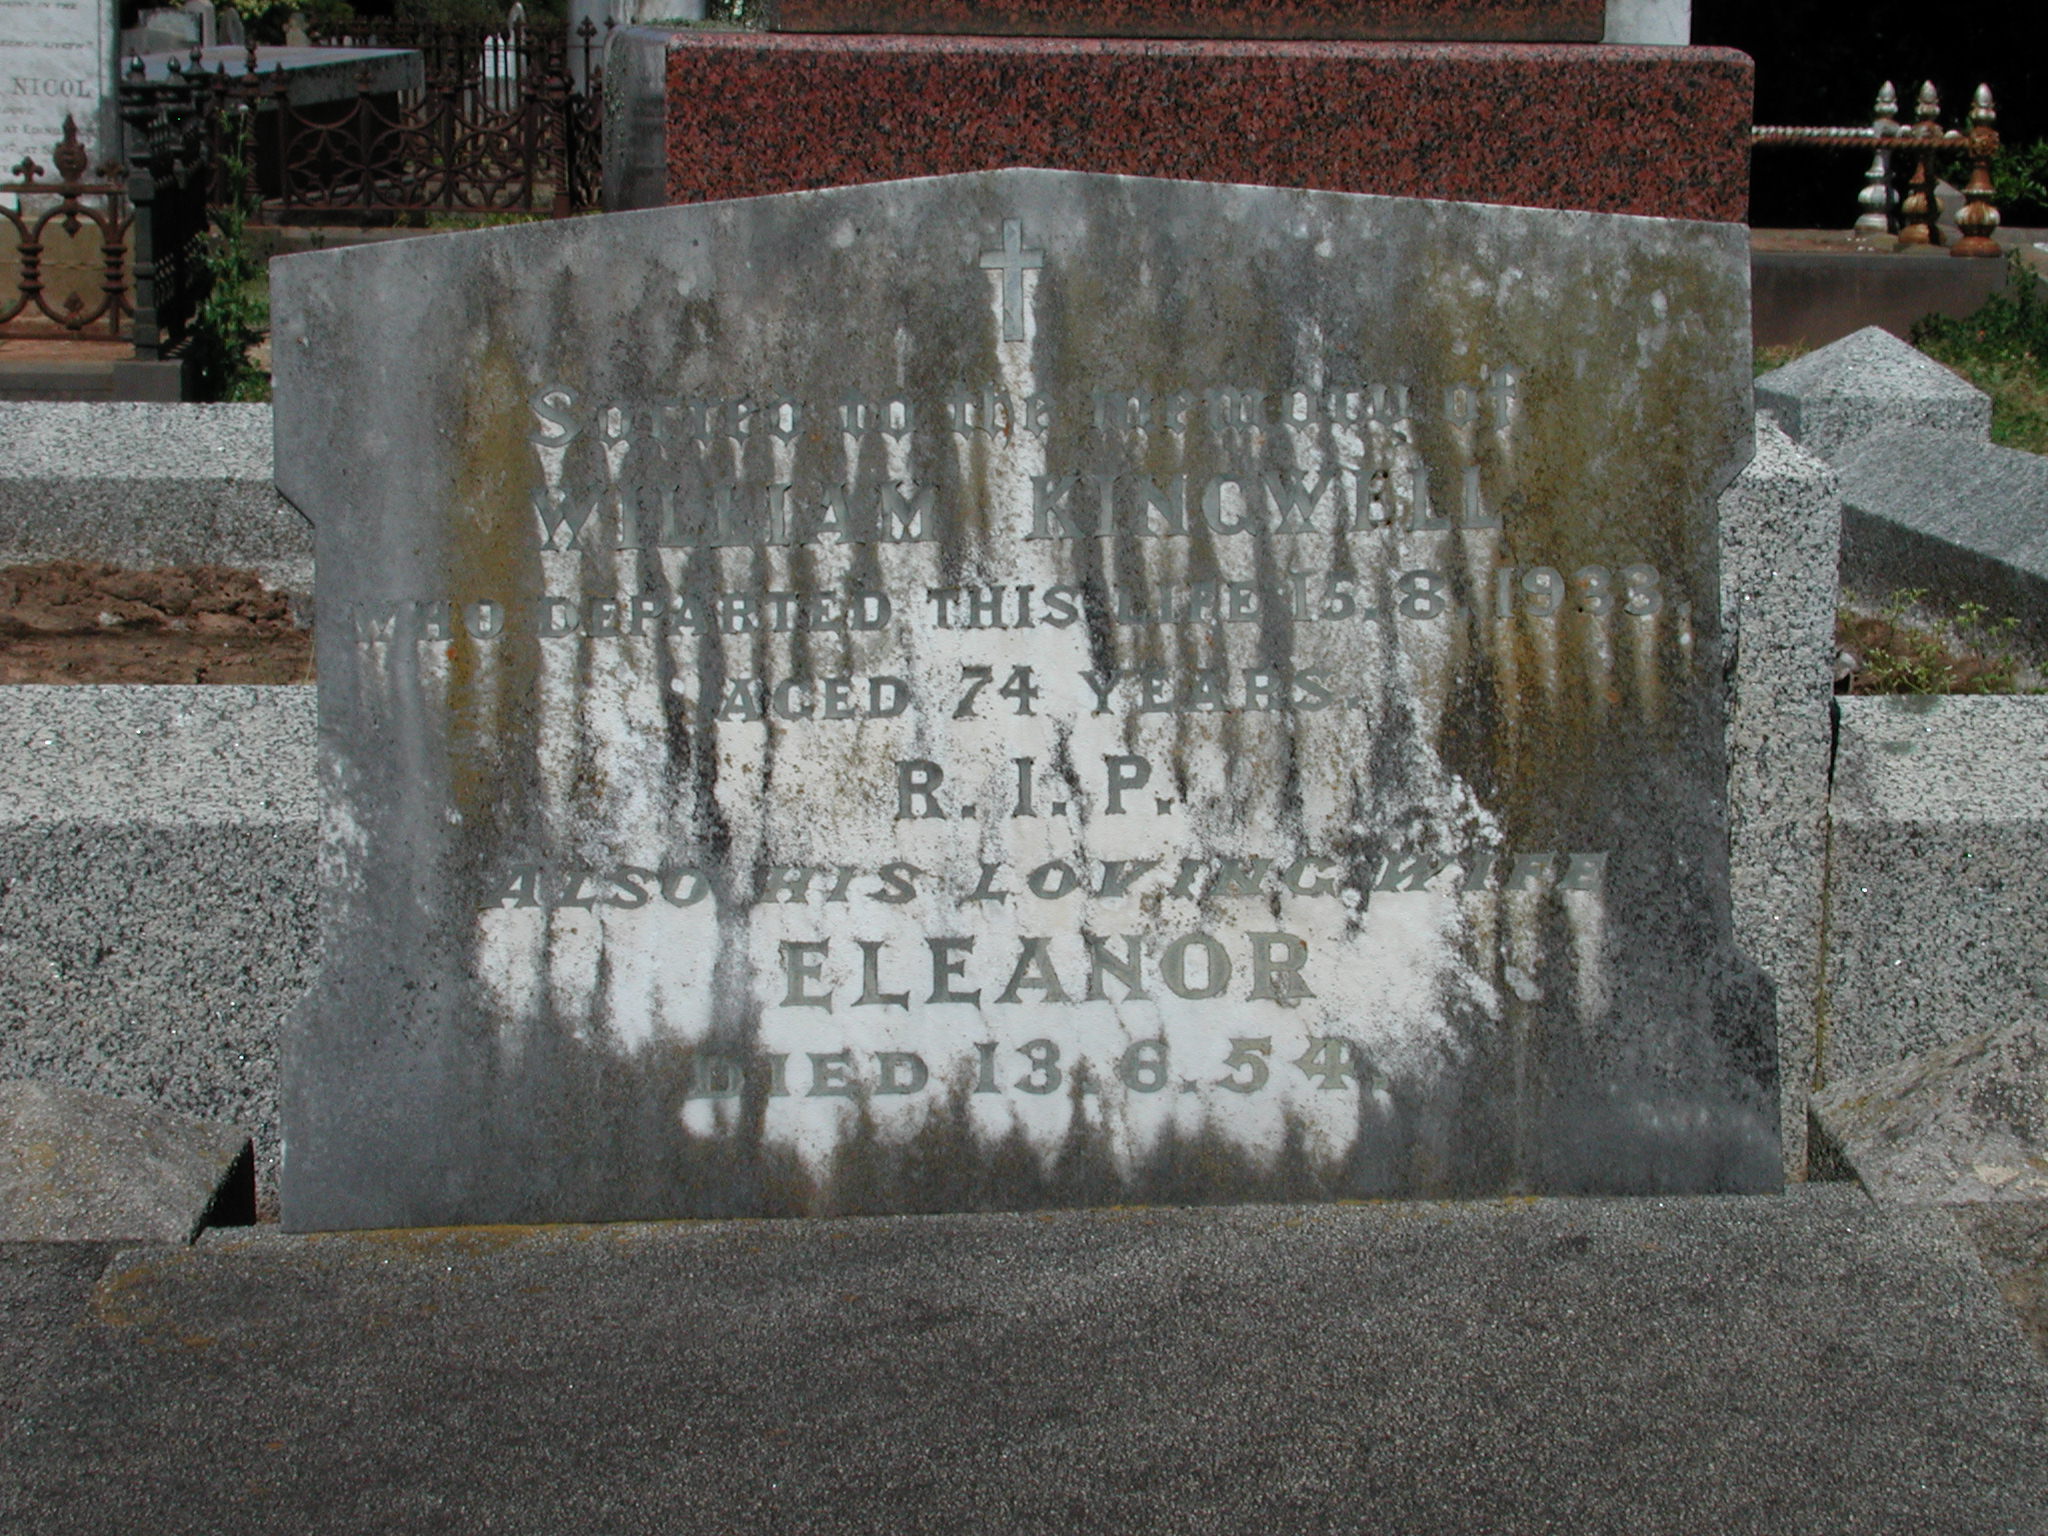 NICOL
Sacred to the memory of
WILLIAM KINGWELL
WHO DEPARTED THIS LIFE 15.8.1933.
AGED 74 YEARS.
R.I.P.
ALSO HIS LOVING WIFE
ELEANOR
DIED 13.6.54.